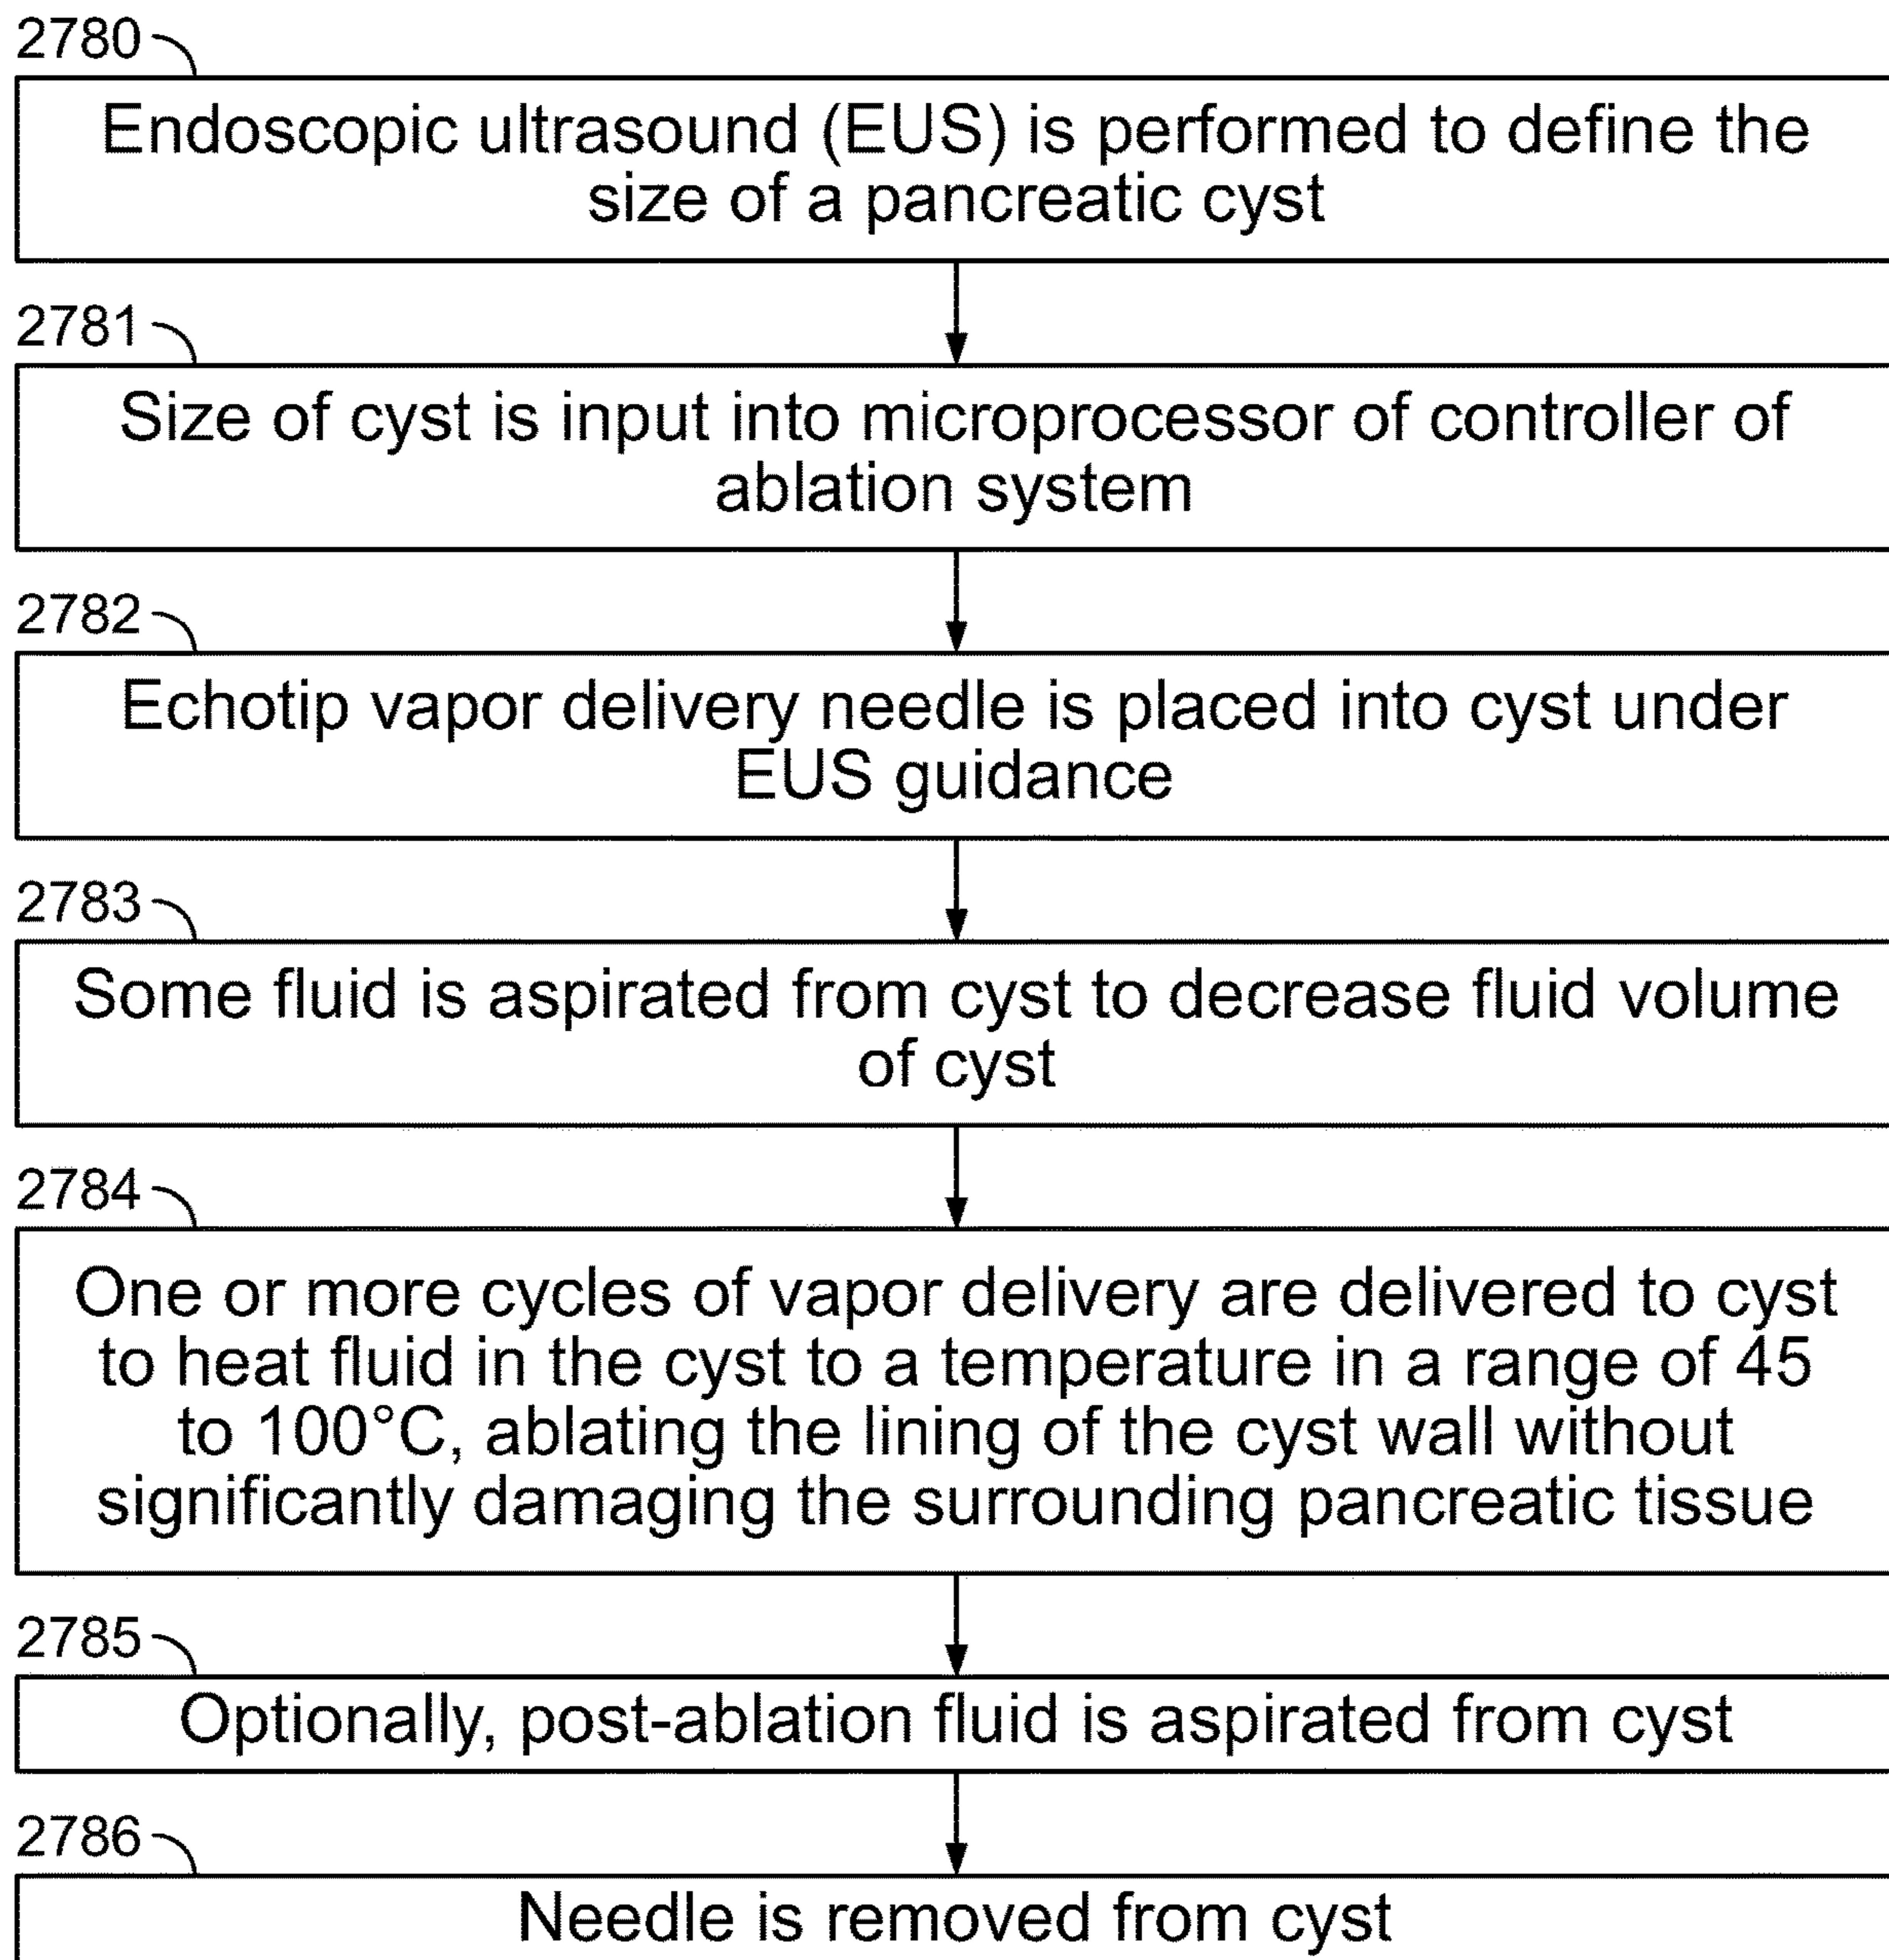 2780
Endoscopic ultrasound (EUS) is performed to define the
size of a pancreatic cyst
2781
Size of cyst is input into microprocessor of controller of
ablation system
2782
Echotip vapor delivery needle is placed into cyst under
EUS guidance
2783
Some fluid is aspirated from cyst to decrease fluid volume
of cyst
2784
One or more cycles of vapor delivery are delivered to cyst
to heat fluid in the cyst to a temperature in a range of 45
to 100°C, ablating the lining of the cyst wall without
significantly damaging the surrounding pancreatic tissue
2785
Optionally, post-ablation fluid is aspirated from cyst
2786
Needle is removed from cyst